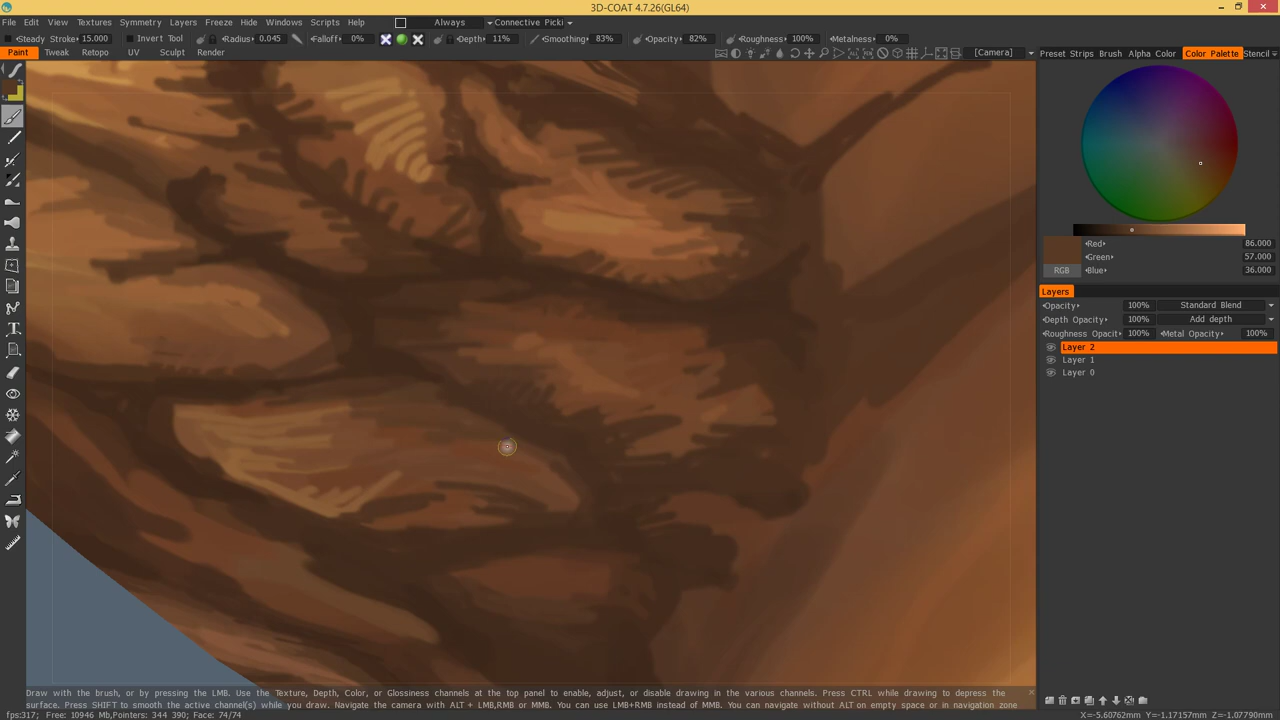 3D-COAT 4.7.26(GL64)
File Edit View Textures Symmetry Layers Freeze Hide Windows Scripts Help Always Connective Picki
Steady Stroke 15.000 Invert Tool Radius 0.045 Falloff 0% Depth 11% Smoothing 83% Opacity 82% Roughness 100% Metalness 0%
Paint Tweak Retopo UV Sculpt Render [Camera] Preset Strips Brush Alpha Color Color Palette Stencil
Red 86.000
Green 57.000
RGB Blue 36.000
Layers
Opacity 100% Standard Blend
Depth Opacity 100% Add depth
Roughness Opacit 100% Metal Opacity 100%
Layer 2
Layer 1
Layer 0
Draw with the brush, or by pressing the LMB. Use the Texture, Depth, Color, or Glossiness channels at the top panel to enable, adjust, or disable drawing in the various channels. Press CTRL while drawing to depress the
surface. Press SHIFT to smooth the active channel(s) while you draw. Navigate the camera with ALT + LMB,RMB or MMB. You can use LMB+RMB instead of MMB. You can navigate without ALT on empty space or in navigation zone
fps:317; Free: 10946 Mb,Pointers: 344 390; Face: 74/74 X=-5.60762mm Y=-1.17157mm Z=-1.07790mm